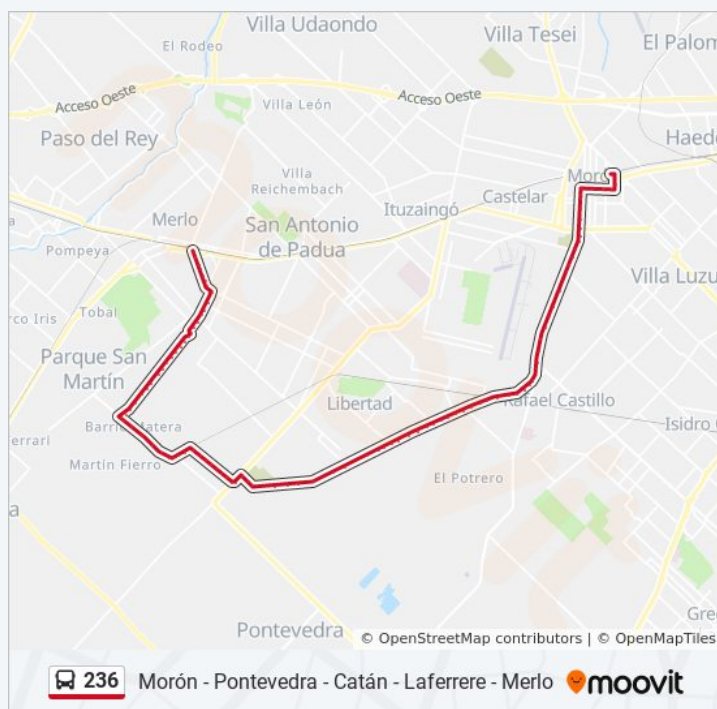 Villa Udaondo
Villa Tesei
El Rodeo
El Palom
Acceso Oeste
Acceso Oeste
Villa León
Paso del Rey
Haedo
Villa
Reichembach
Moró
Castelar
Merlo
San Antonio
de Padua
Ituzaingó
Pompeya
Villa Luzu
rco Iris
Tobal
Parque San
Martín
Libertad
Rafael Castillo
Barrio Matera
Isidro C
Ferrari
Martín Fierro
El Potrero
a
Gre
Pontevedra
© OpenStreetMap contributors | © OpenMapTiles
236
Morón - Pontevedra - Catán - Laferrere - Merlo
moovit